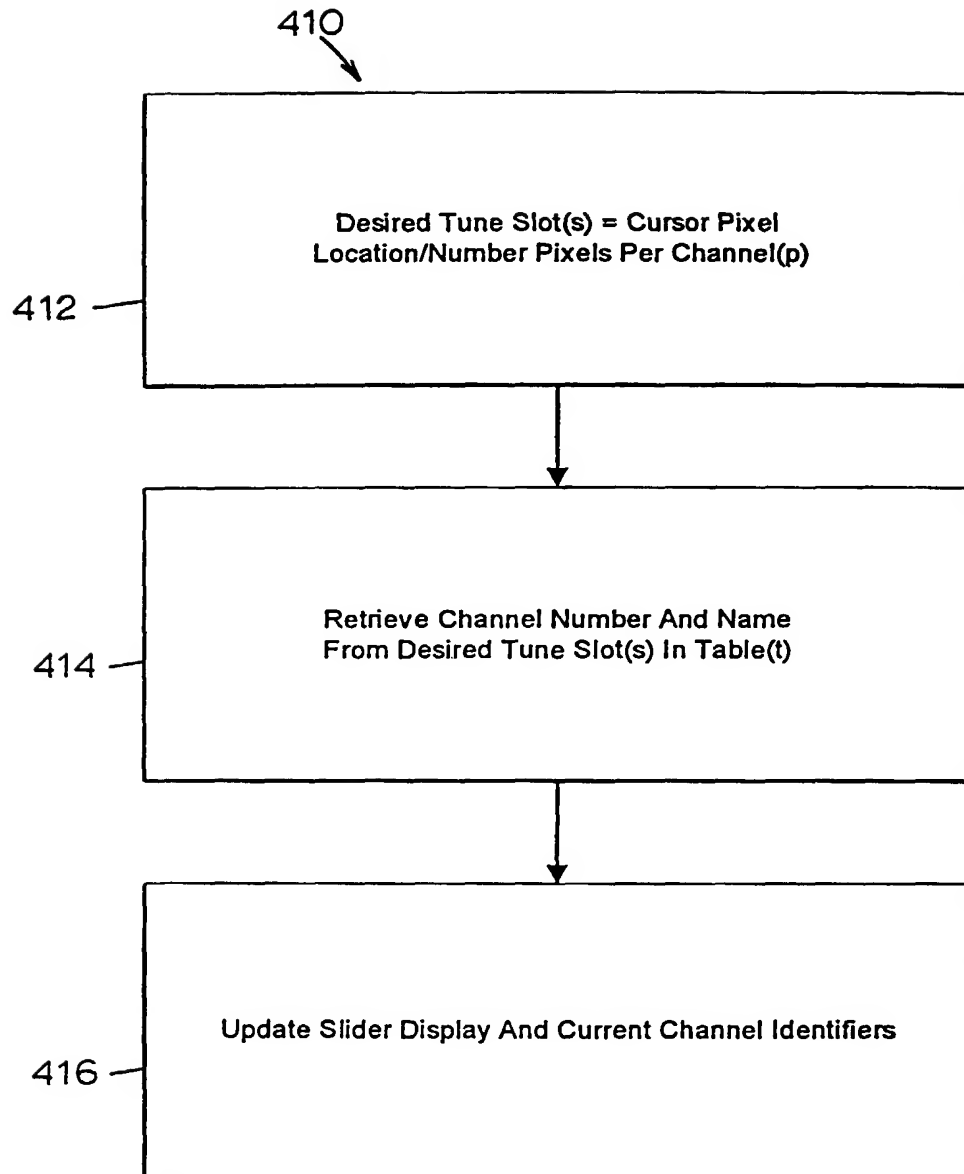 410
Desired Tune Slot(s) = Cursor Pixel
Location/Number Pixels Per Channel(p)
412
Retrieve Channel Number And Name
From Desired Tune Slot(s) In Table(t)
414
Update Slider Display And Current Channel Identifiers
416